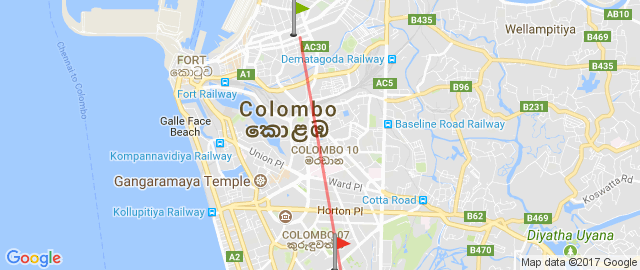 B435
AB10
Wellampitiya
B469
AC30
FORT
කොටුව
Dematagoda Railway
B435
A1
Fort Railway
AC5
B96
B231
Chennai to Colombo
Colombo
කොළඹ
Galle Face
Beach
Baseline Road Railway
Kompannavidiya Railway
COLOMBO 10
මරදාන
Union Pl
Gangaramaya Temple
Ward Pl
Koswatta Rd
Cotta Road
Kollupitiya Railway
Horton Pl
B62
B469
COLOMBO 07
කුරුඳුවත්ත
Diyatha Uyana
A2
B470
Google
Map data ©2017 Google